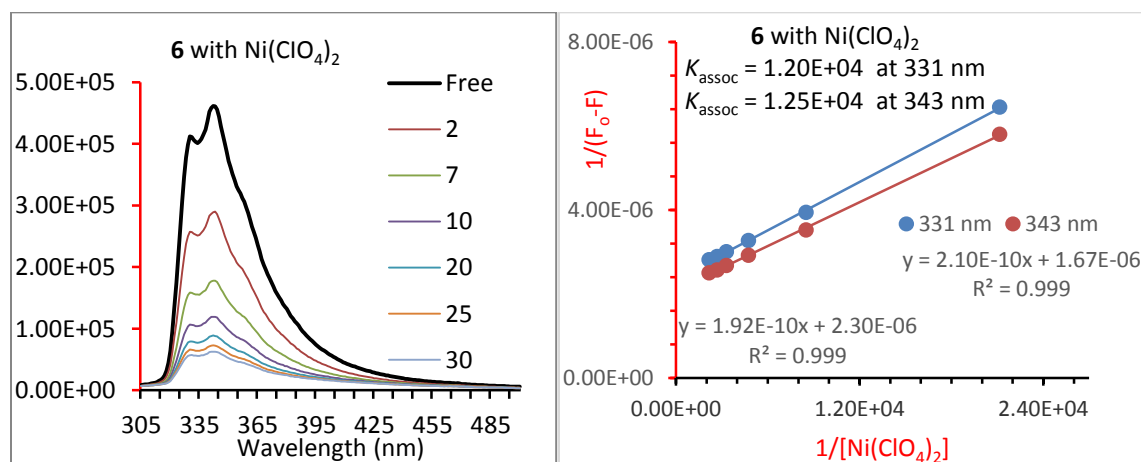 6 with Ni(ClO4)2
5.00E+05
4.00E+05
3.00E+05
2.00E+05
1.00E+05
0.00E+00
Free
2
7
10
20
25
30
305 335 365 395 425 455 485
Wavelength (nm)
6 with Ni(ClO4)2
Kassoc = 1.20E+04 at 331 nm
Kassoc = 1.25E+04 at 343 nm
8.00E-06
4.00E-06
0.00E+00
1/(Fo-F)
331 nm 343 nm
y = 2.10E-10x + 1.67E-06
R² = 0.999
y = 1.92E-10x + 2.30E-06
R² = 0.999
0.00E+00 1.20E+04 2.40E+04
1/[Ni(ClO4)2]